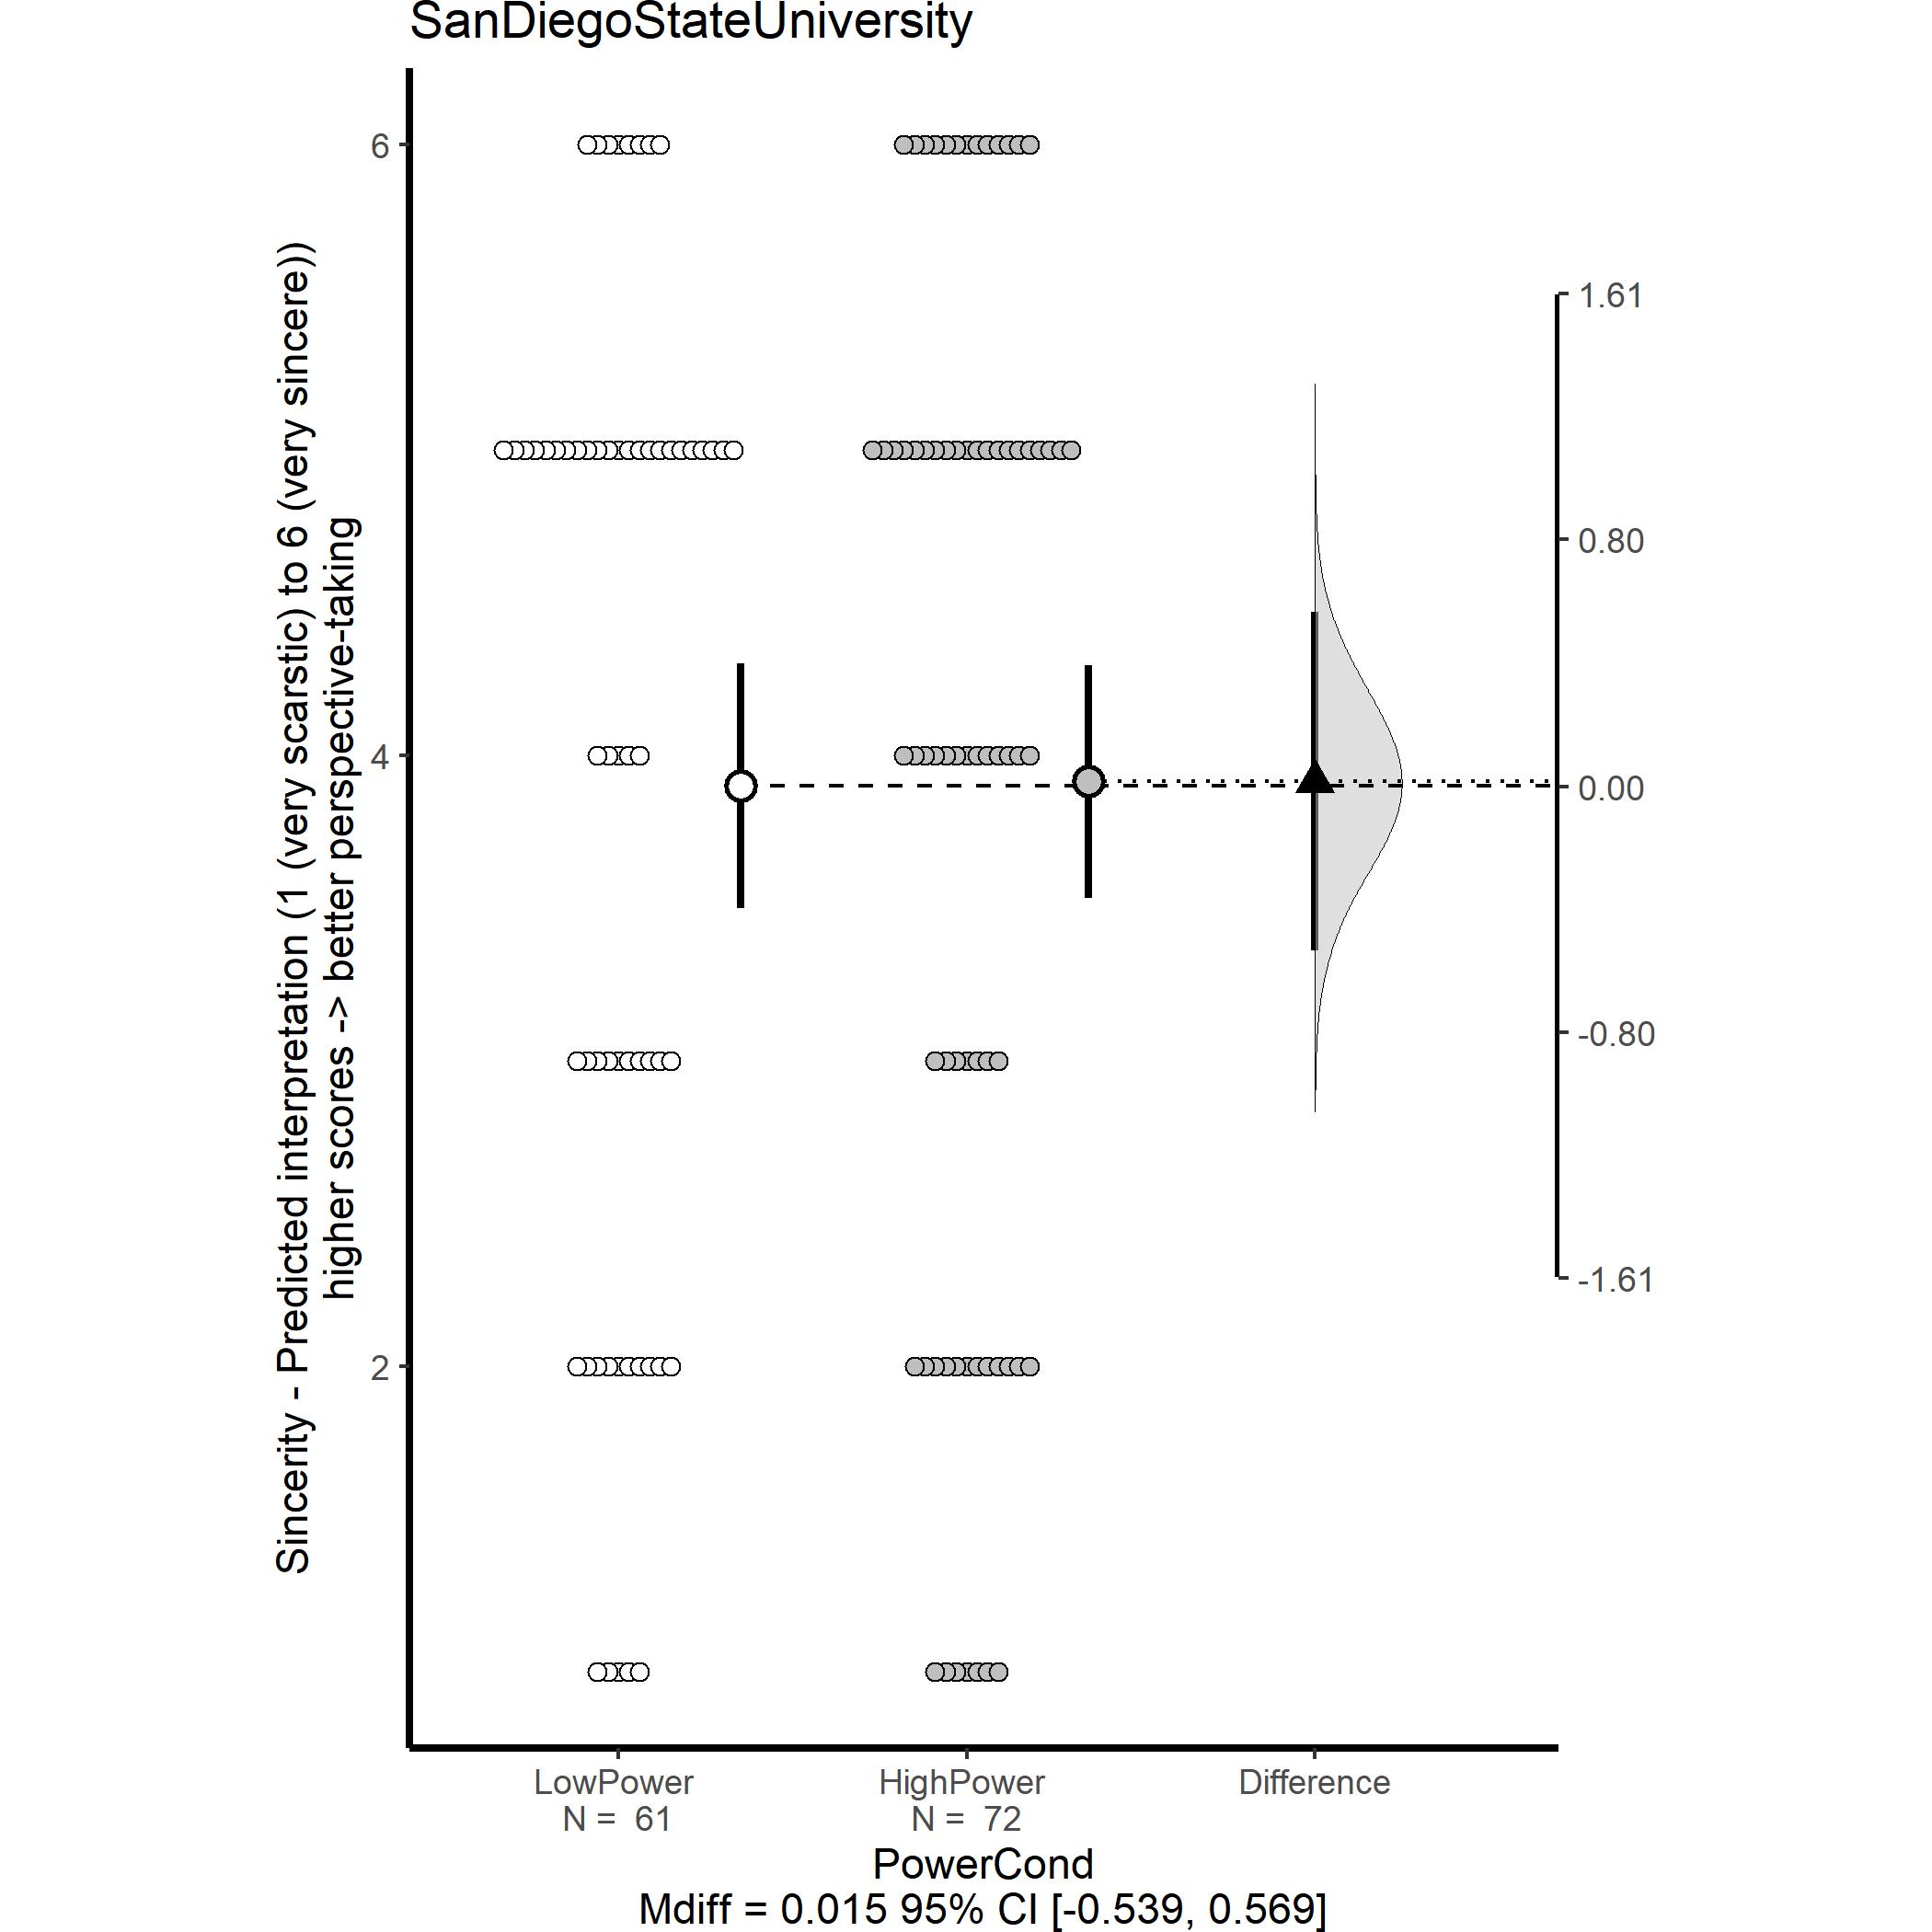 SanDiegoStateUniversity
Sincerity - Predicted interpretation (1 (very scarstic) to 6 (very sincere))
higher scores -> better perspective-taking
6
4
2
1.61
0.80
0.00
-0.80
-1.61
LowPower
N =  61
HighPower
N =  72
Difference
PowerCond
Mdiff = 0.015 95% CI [-0.539, 0.569]